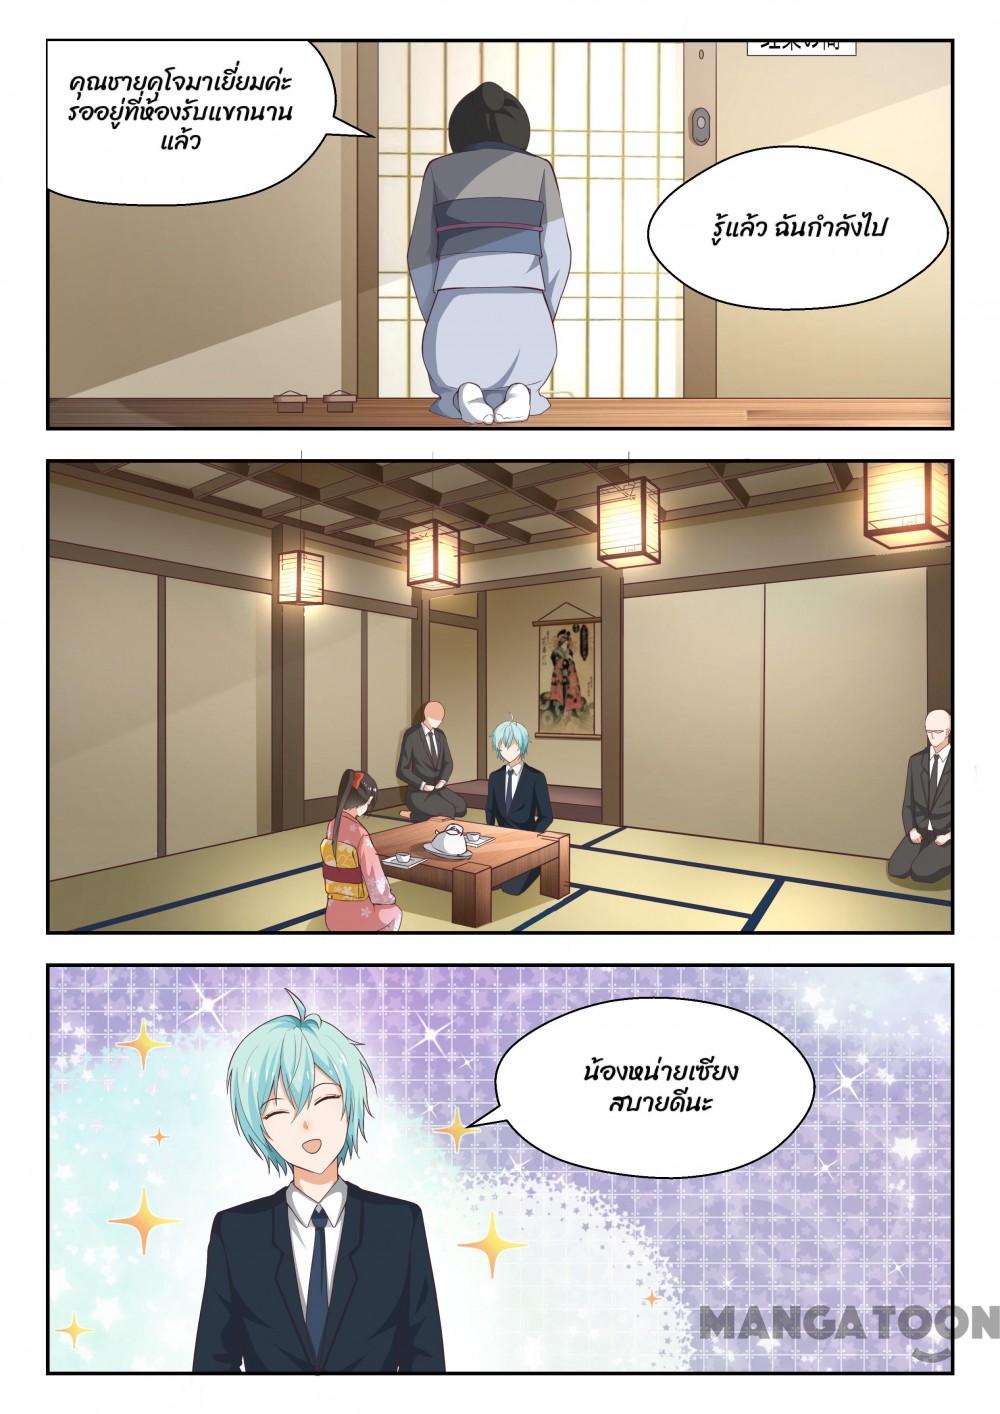 คุณชายคุโจมาเยี่ยมค่ะ
รออยู่ที่ห้องรับแขกนาน
แล้ว
รู้แล้ว ฉันกำลังไป
น้องหน่ายเซียง
สบายดีนะ
MANGATOON